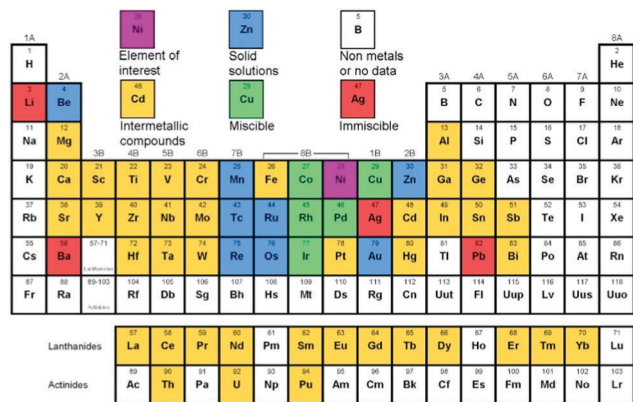 28 30 5
Ni Zn B
Element of interest Solid solutions Non metals or no data
48 29 47
Cd Cu Ag
Intermetallic compounds Miscible Immiscible
1A 8A
1 2
H He
2A 3A 4A 5A 6A 7A
3 4 5 6 7 8 9 10
Li Be B C N O F Ne
11 12 13 14 15 16 17 18
Na Mg Al Si P S Cl Ar
3B 4B 5B 6B 7B 8B 1B 2B
19 20 21 22 23 24 25 26 27 28 29 30 31 32 33 34 35 36
K Ca Sc Ti V Cr Mn Fe Co Ni Cu Zn Ga Ge As Se Br Kr
37 38 39 40 41 42 43 44 45 46 47 48 49 50 51 52 53 54
Rb Sr Y Zr Nb Mo Tc Ru Rh Pd Ag Cd In Sn Sb Te I Xe
55 56 57-71 72 73 74 75 76 77 78 79 80 81 82 83 84 85 86
Cs Ba Lanthanides Hf Ta W Re Os Ir Pt Au Hg Tl Pb Bi Po At Rn
87 88 89-103 104 105 106 107 108 109 110 111 112 113 114 115 116 117 118
Fr Ra Actinides Rf Db Sg Bh Hs Mt Ds Rg Cn Uut Fl Uup Lv Uus Uuo
57 58 59 60 61 62 63 64 65 66 67 68 69 70 71
Lanthanides La Ce Pr Nd Pm Sm Eu Gd Tb Dy Ho Er Tm Yb Lu
89 90 91 92 93 94 95 96 97 98 99 100 101 102 103
Actinides Ac Th Pa U Np Pu Am Cm Bk Cf Es Fm Md No Lr